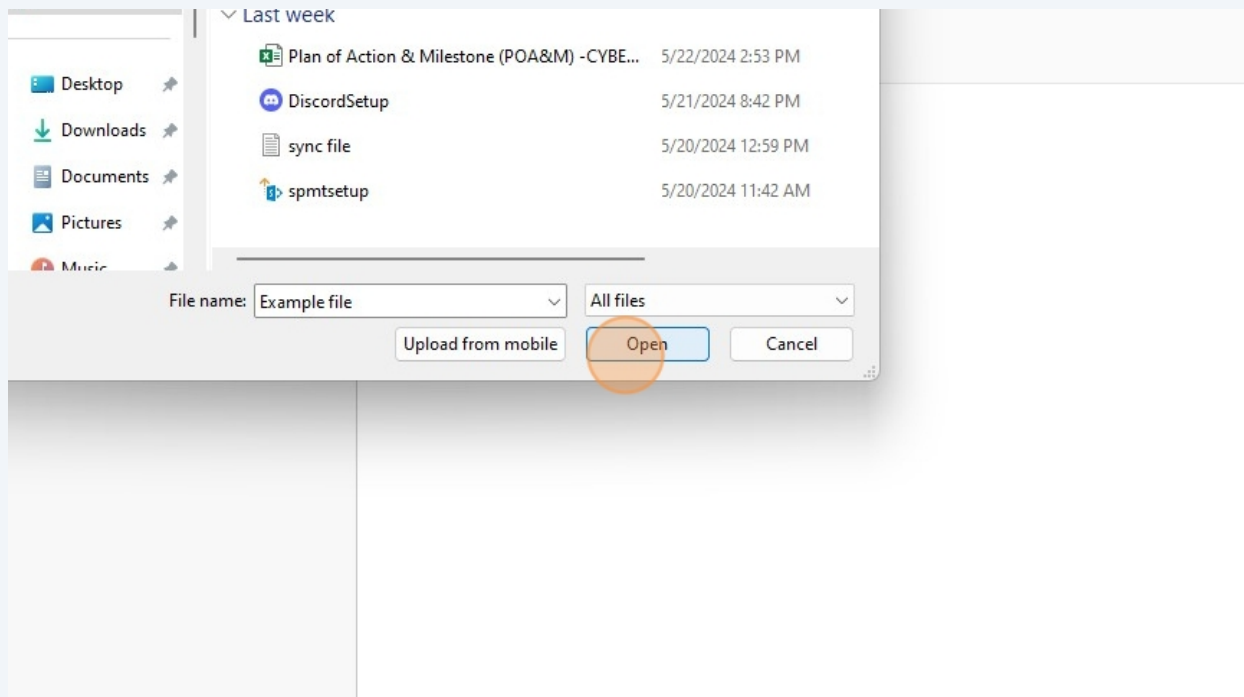 Last week
Plan of Action & Milestone (POA&M) -CYBE... 5/22/2024 2:53 PM
Desktop
DiscordSetup 5/21/2024 8:42 PM
Downloads
sync file 5/20/2024 12:59 PM
Documents
spmtsetup 5/20/2024 11:42 AM
Pictures
Music
File name: Example file All files
Upload from mobile Open Cancel